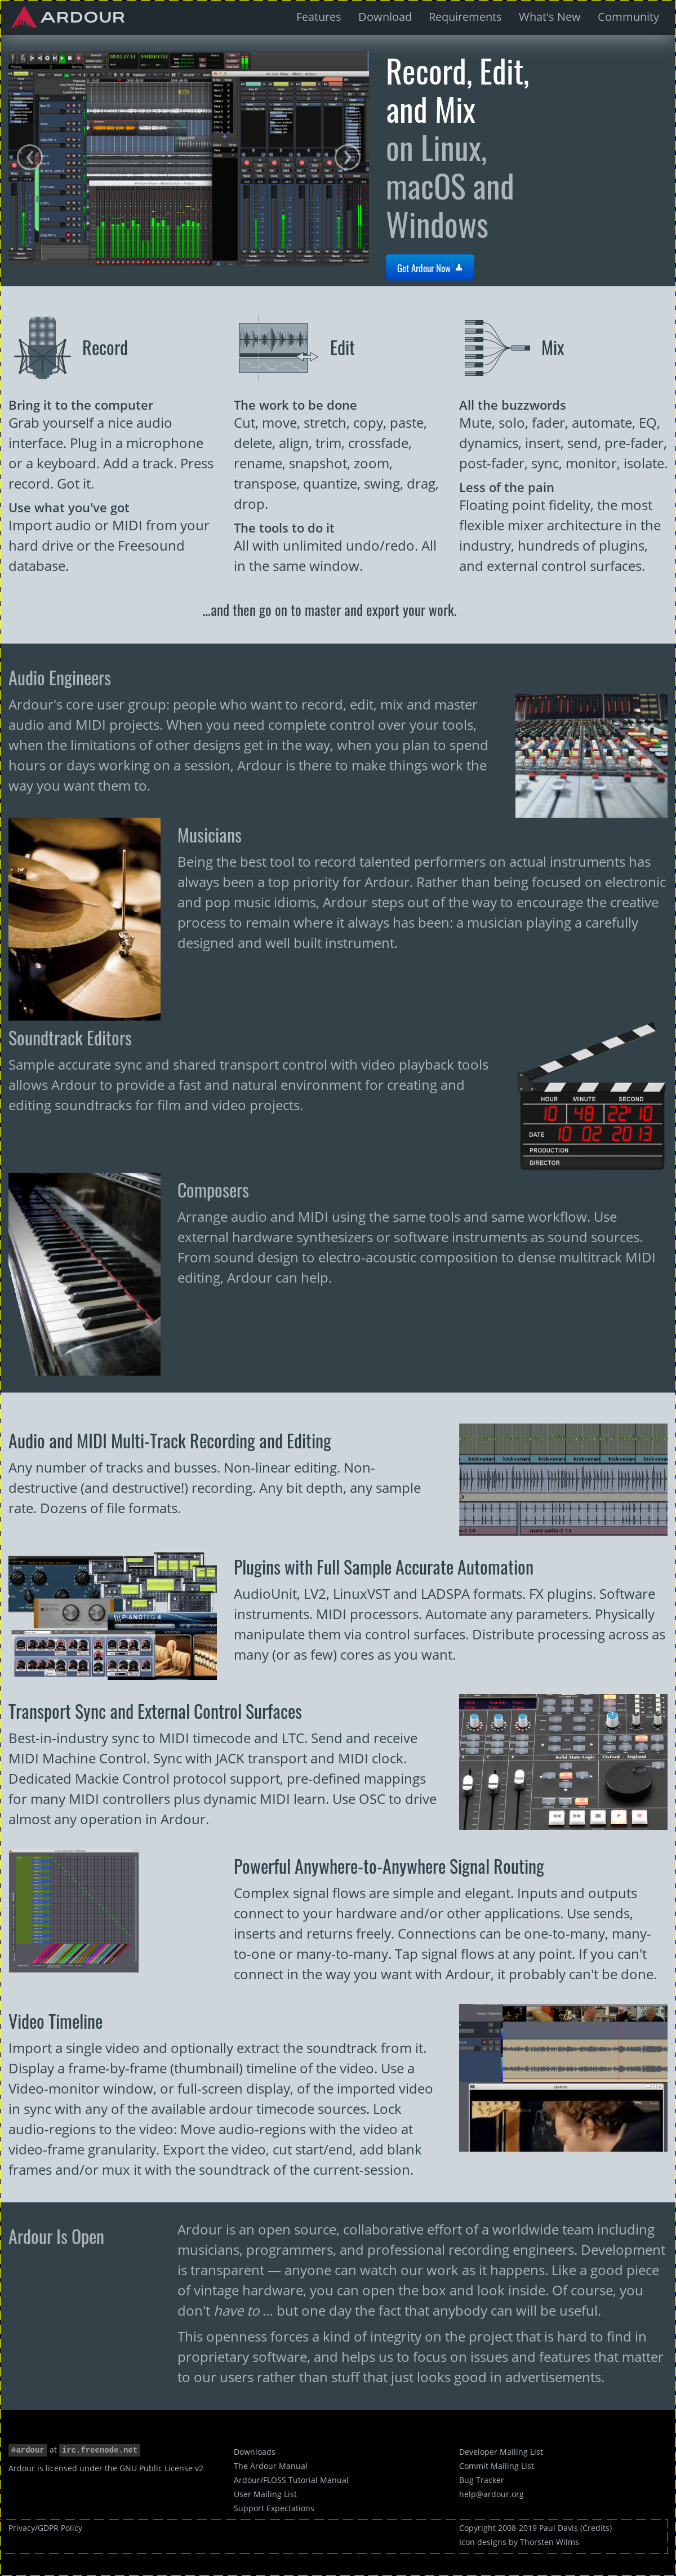 ARDOUR
Features Download Requirements What's New Community
Record, Edit,
and Mix
on Linux,
macOS and
Windows
Get Ardour Now
Record
Bring it to the computer
Grab yourself a nice audio
interface. Plug in a microphone
or a keyboard. Add a track. Press
record. Got it.
Use what you've got
Import audio or MIDI from your
hard drive or the Freesound
database.
Edit
The work to be done
Cut, move, stretch, copy, paste,
delete, align, trim, crossfade,
rename, snapshot, zoom,
transpose, quantize, swing, drag,
drop.
The tools to do it
All with unlimited undo/redo. All
in the same window.
Mix
All the buzzwords
Mute, solo, fader, automate, EQ,
dynamics, insert, send, pre-fader,
post-fader, sync, monitor, isolate.
Less of the pain
Floating point fidelity, the most
flexible mixer architecture in the
industry, hundreds of plugins,
and external control surfaces.
...and then go on to master and export your work.
Audio Engineers
Ardour's core user group: people who want to record, edit, mix and master
audio and MIDI projects. When you need complete control over your tools,
when the limitations of other designs get in the way, when you plan to spend
hours or days working on a session, Ardour is there to make things work the
way you want them to.
Musicians
Being the best tool to record talented performers on actual instruments has
always been a top priority for Ardour. Rather than being focused on electronic
and pop music idioms, Ardour steps out of the way to encourage the creative
process to remain where it always has been: a musician playing a carefully
designed and well built instrument.
Soundtrack Editors
Sample accurate sync and shared transport control with video playback tools
allows Ardour to provide a fast and natural environment for creating and
editing soundtracks for film and video projects.
HOUR MINUTE SECOND
10 48 22'10
DATE 10 02 2013
PRODUCTION
DIRECTOR
Composers
Arrange audio and MIDI using the same tools and same workflow. Use
external hardware synthesizers or software instruments as sound sources.
From sound design to electro-acoustic composition to dense multitrack MIDI
editing, Ardour can help.
Audio and MIDI Multi-Track Recording and Editing
Any number of tracks and busses. Non-linear editing. Non-
destructive (and destructive!) recording. Any bit depth, any sample
rate. Dozens of file formats.
kick+snare kick+snare kick+snare kick+snare kick+snare
snare audio-2.13
PIANOTEQ 4
Plugins with Full Sample Accurate Automation
AudioUnit, LV2, LinuxVST and LADSPA formats. FX plugins. Software
instruments. MIDI processors. Automate any parameters. Physically
manipulate them via control surfaces. Distribute processing across as
many (or as few) cores as you want.
Transport Sync and External Control Surfaces
Best-in-industry sync to MIDI timecode and LTC. Send and receive
MIDI Machine Control. Sync with JACK transport and MIDI clock.
Dedicated Mackie Control protocol support, pre-defined mappings
for many MIDI controllers plus dynamic MIDI learn. Use OSC to drive
almost any operation in Ardour.
Solid State Logic Oxford England
Powerful Anywhere-to-Anywhere Signal Routing
Complex signal flows are simple and elegant. Inputs and outputs
connect to your hardware and/or other applications. Use sends,
inserts and returns freely. Connections can be one-to-many, many-
to-one or many-to-many. Tap signal flows at any point. If you can't
connect in the way you want with Ardour, it probably can't be done.
Video Timeline
Import a single video and optionally extract the soundtrack from it.
Display a frame-by-frame (thumbnail) timeline of the video. Use a
Video-monitor window, or full-screen display, of the imported video
in sync with any of the available ardour timecode sources. Lock
audio-regions to the video: Move audio-regions with the video at
video-frame granularity. Export the video, cut start/end, add blank
frames and/or mux it with the soundtrack of the current-session.
Ardour Is Open
Ardour is an open source, collaborative effort of a worldwide team including
musicians, programmers, and professional recording engineers. Development
is transparent — anyone can watch our work as it happens. Like a good piece
of vintage hardware, you can open the box and look inside. Of course, you
don't have to ... but one day the fact that anybody can will be useful.
This openness forces a kind of integrity on the project that is hard to find in
proprietary software, and helps us to focus on issues and features that matter
to our users rather than stuff that just looks good in advertisements.
#ardour at irc.freenode.net
Ardour is licensed under the GNU Public License v2
Downloads
The Ardour Manual
Ardour/FLOSS Tutorial Manual
User Mailing List
Support Expectations
Developer Mailing List
Commit Mailing List
Bug Tracker
help@ardour.org
Privacy/GDPR Policy
Copyright 2008-2019 Paul Davis (Credits)
Icon designs by Thorsten Wilms